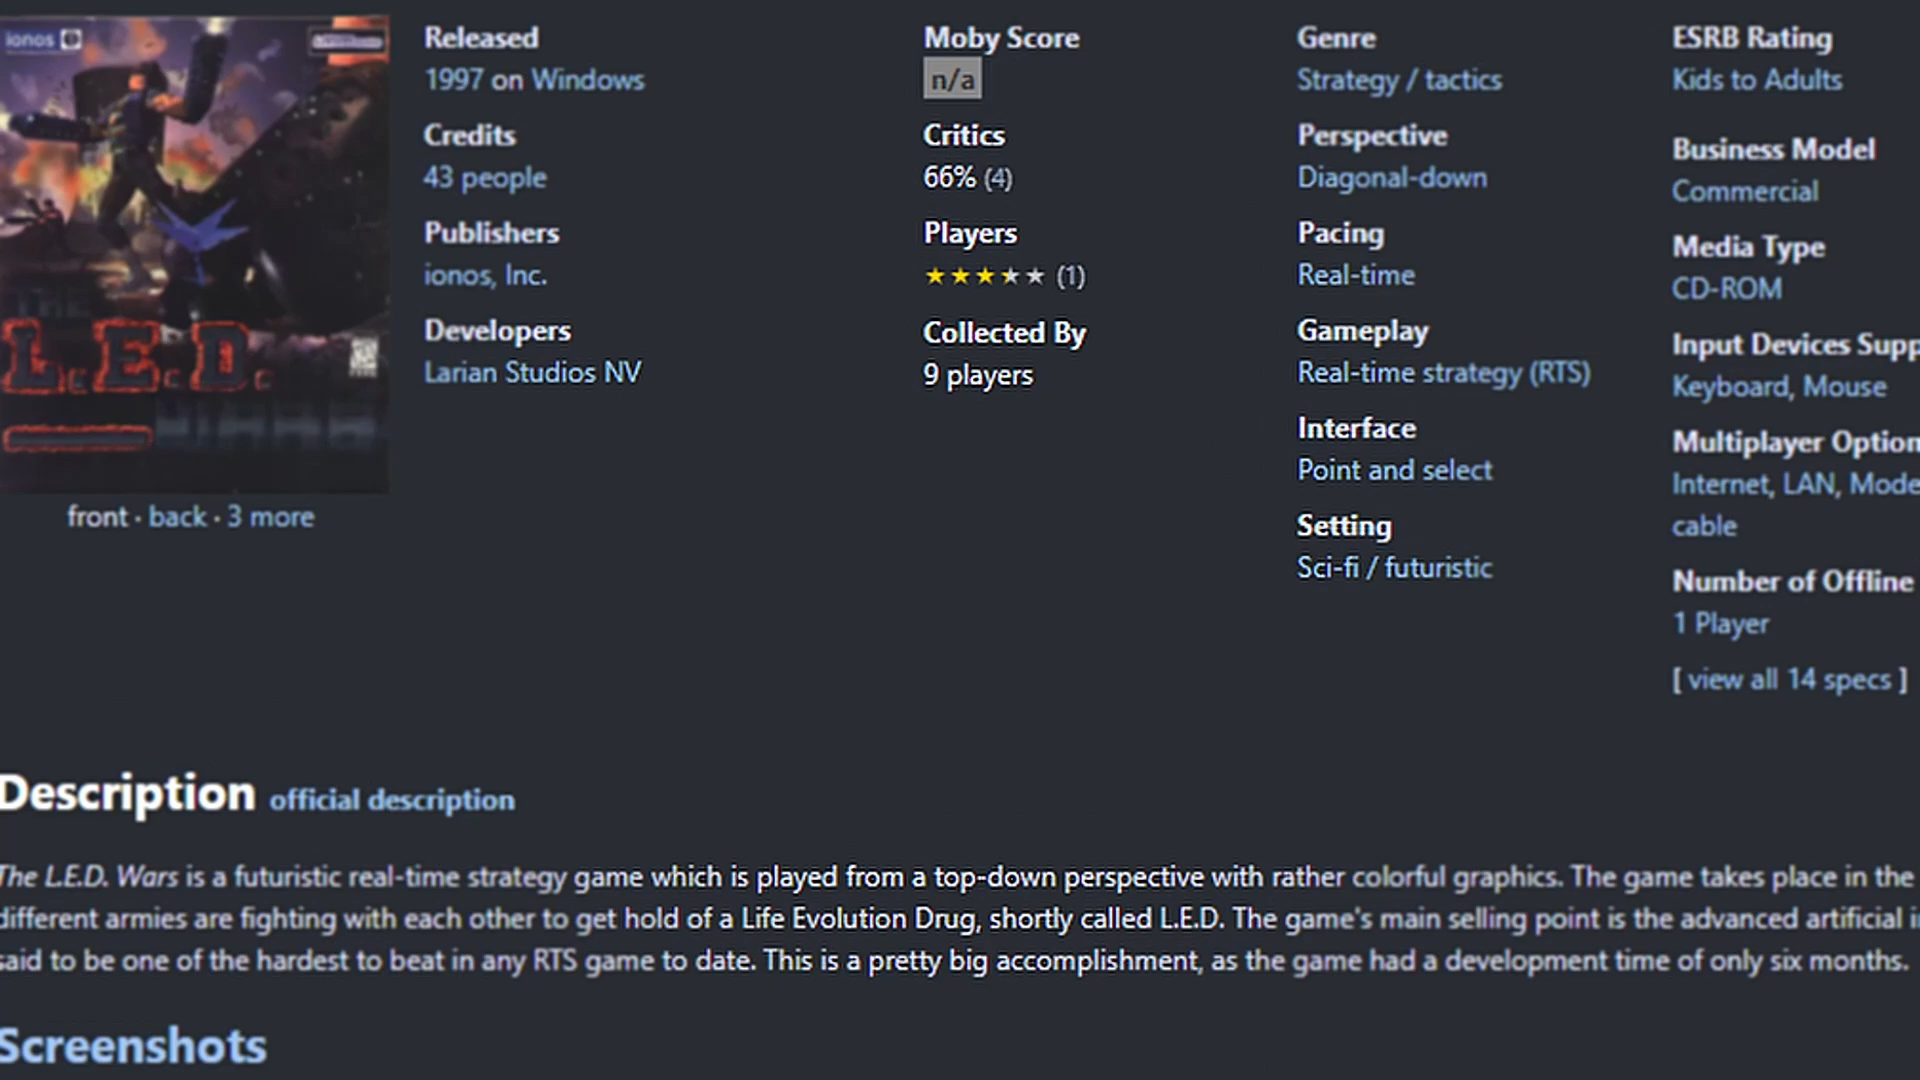 ionos
THE
L.E.D.
front · back · 3 more
Released
1997 on Windows
Credits
43 people
Publishers
ionos, Inc.
Developers
Larian Studios NV
Moby Score
n/a
Critics
66% (4)
Players
★★★★★ (1)
Collected By
9 players
Genre
Strategy / tactics
Perspective
Diagonal-down
Pacing
Real-time
Gameplay
Real-time strategy (RTS)
Interface
Point and select
Setting
Sci-fi / futuristic
ESRB Rating
Kids to Adults
Business Model
Commercial
Media Type
CD-ROM
Input Devices Supp
Keyboard, Mouse
Multiplayer Option
Internet, LAN, Mode
cable
Number of Offline
1 Player
[ view all 14 specs ]
Description official description
The L.E.D. Wars is a futuristic real-time strategy game which is played from a top-down perspective with rather colorful graphics. The game takes place in the
different armies are fighting with each other to get hold of a Life Evolution Drug, shortly called L.E.D. The game's main selling point is the advanced artificial i
said to be one of the hardest to beat in any RTS game to date. This is a pretty big accomplishment, as the game had a development time of only six months.
Screenshots